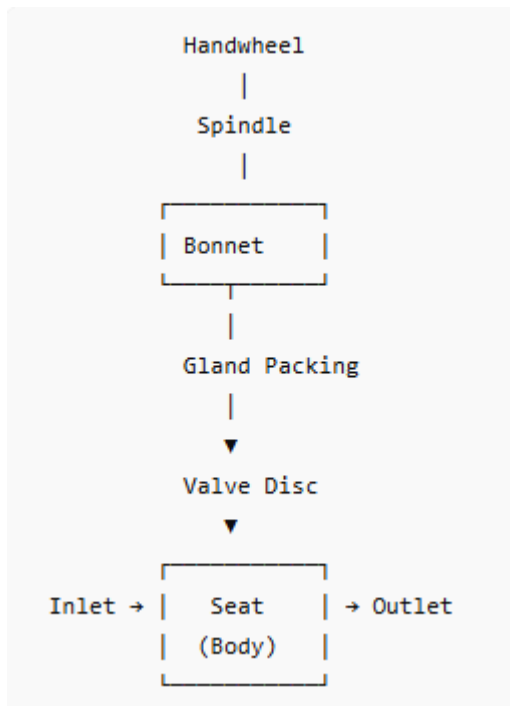 Handwheel
Spindle
Bonnet
Gland Packing
Valve Disc
Inlet → Seat → Outlet
(Body)